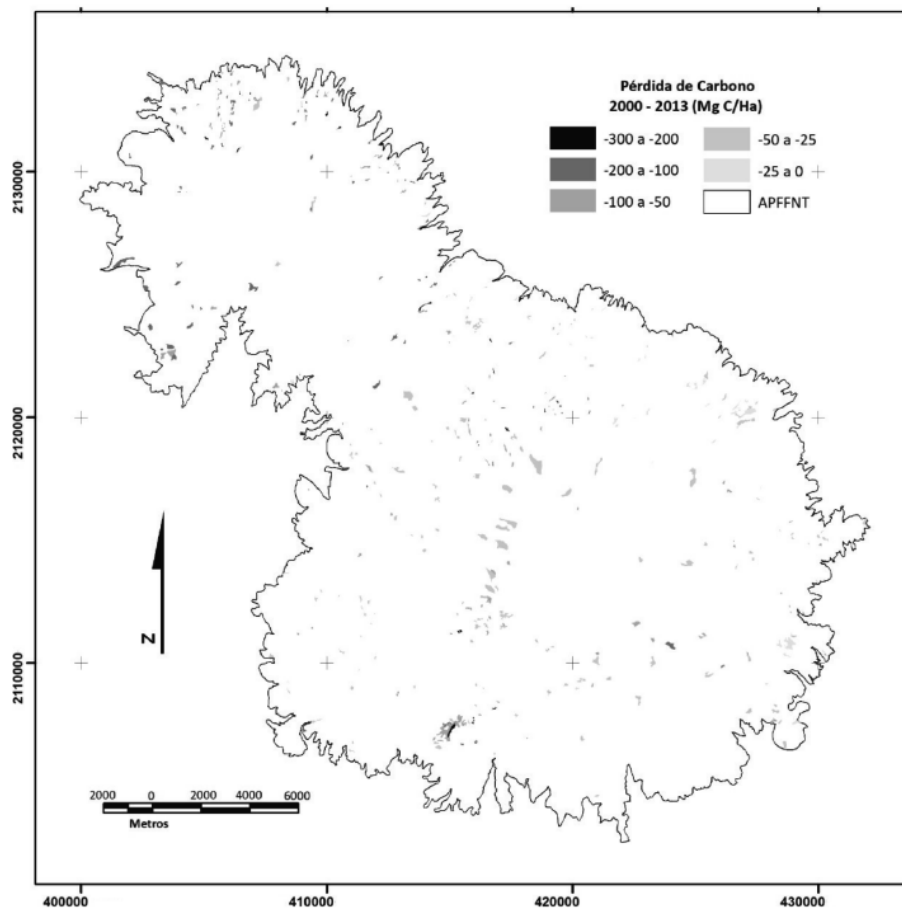 Pérdida de Carbono
2000 - 2013 (Mg C/Ha)
-300 a -200
-50 a -25
-200 a -100
-25 a 0
-100 a -50
APFFNT
2130000
2120000
2110000
N
2000 0 2000 4000 6000
Metros
400000 410000 420000 430000